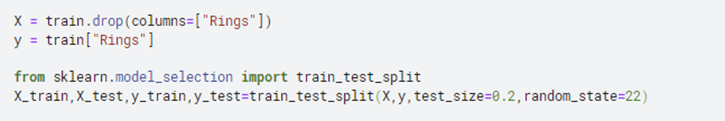 X = train.drop(columns=["Rings"])
y = train["Rings"]
from sklearn.model_selection import train_test_split
X_train,X_test,y_train,y_test=train_test_split(X,y,test_size=0.2,random_state=22)